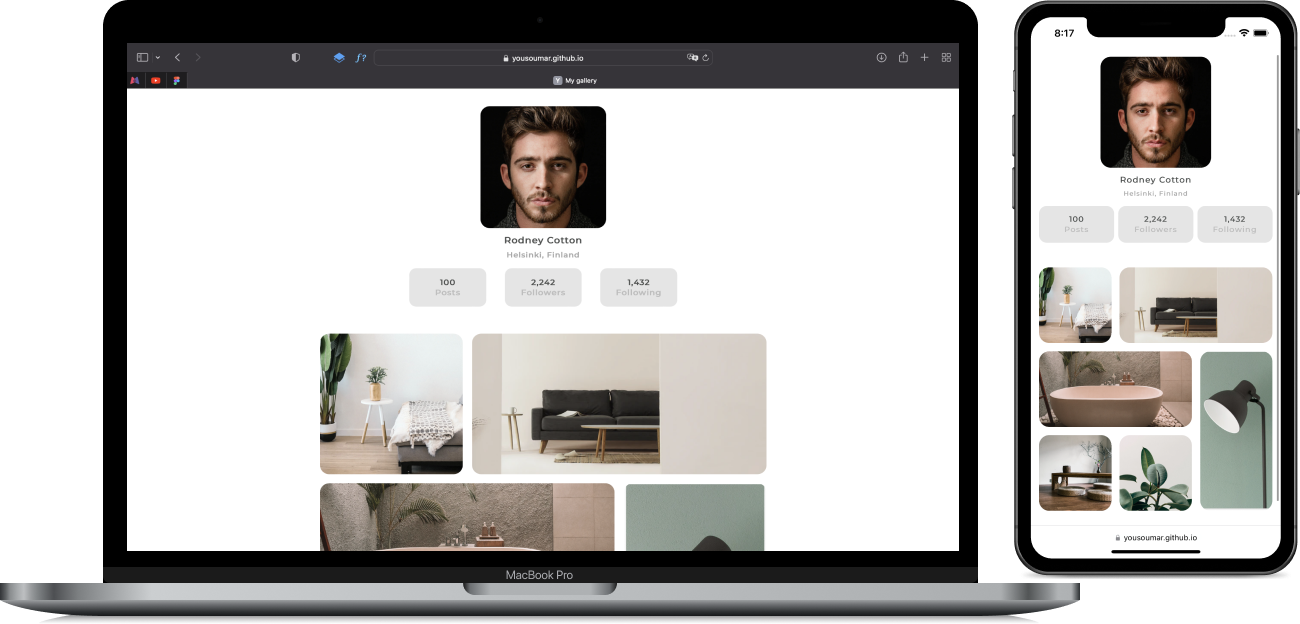 yousoumar.github.io
Y My gallery
Rodney Cotton
Helsinki, Finland
100 2,242 1,432
Posts Followers Following
MacBook Pro
8:17
Rodney Cotton
Helsinki, Finland
100 2,242 1,432
Posts Followers Following
yousoumar.github.io